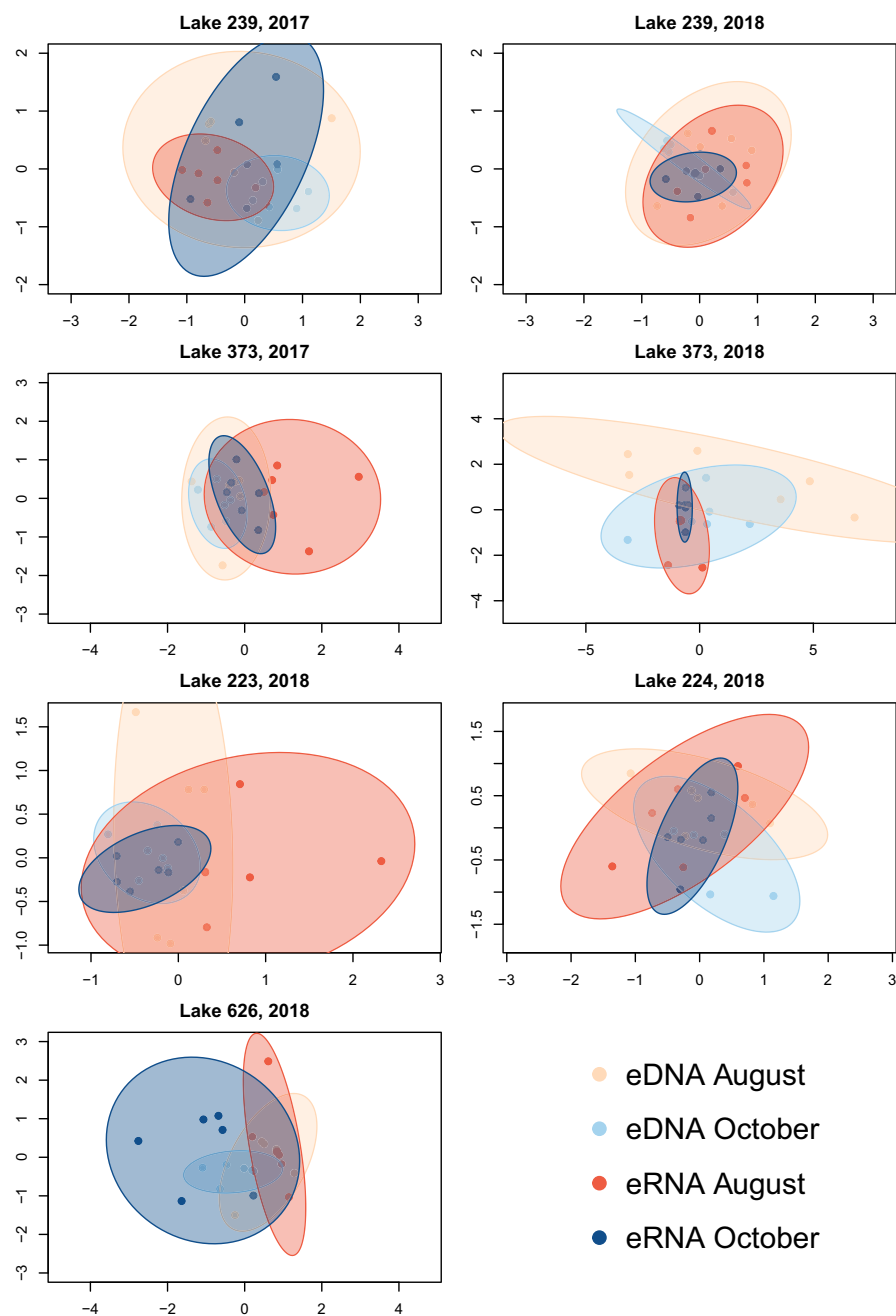 Lake 239, 2017
2
1
0
−1
−2
−3 −2 −1 0 1 2 3
Lake 239, 2018
2
1
0
−1
−2
−3 −2 −1 0 1 2 3
Lake 373, 2017
3
2
1
0
−1
−2
−3
−4 −2 0 2 4
Lake 373, 2018
4
2
0
−2
−4
−5 0 5
Lake 223, 2018
1.5
1.0
0.5
0.0
−0.5
−1.0
−1 0 1 2 3
Lake 224, 2018
1.5
0.5
−0.5
−1.5
−3 −2 −1 0 1 2 3
Lake 626, 2018
3
2
1
0
−1
−2
−3
−4 −2 0 2 4
eDNA August
eDNA October
eRNA August
eRNA October